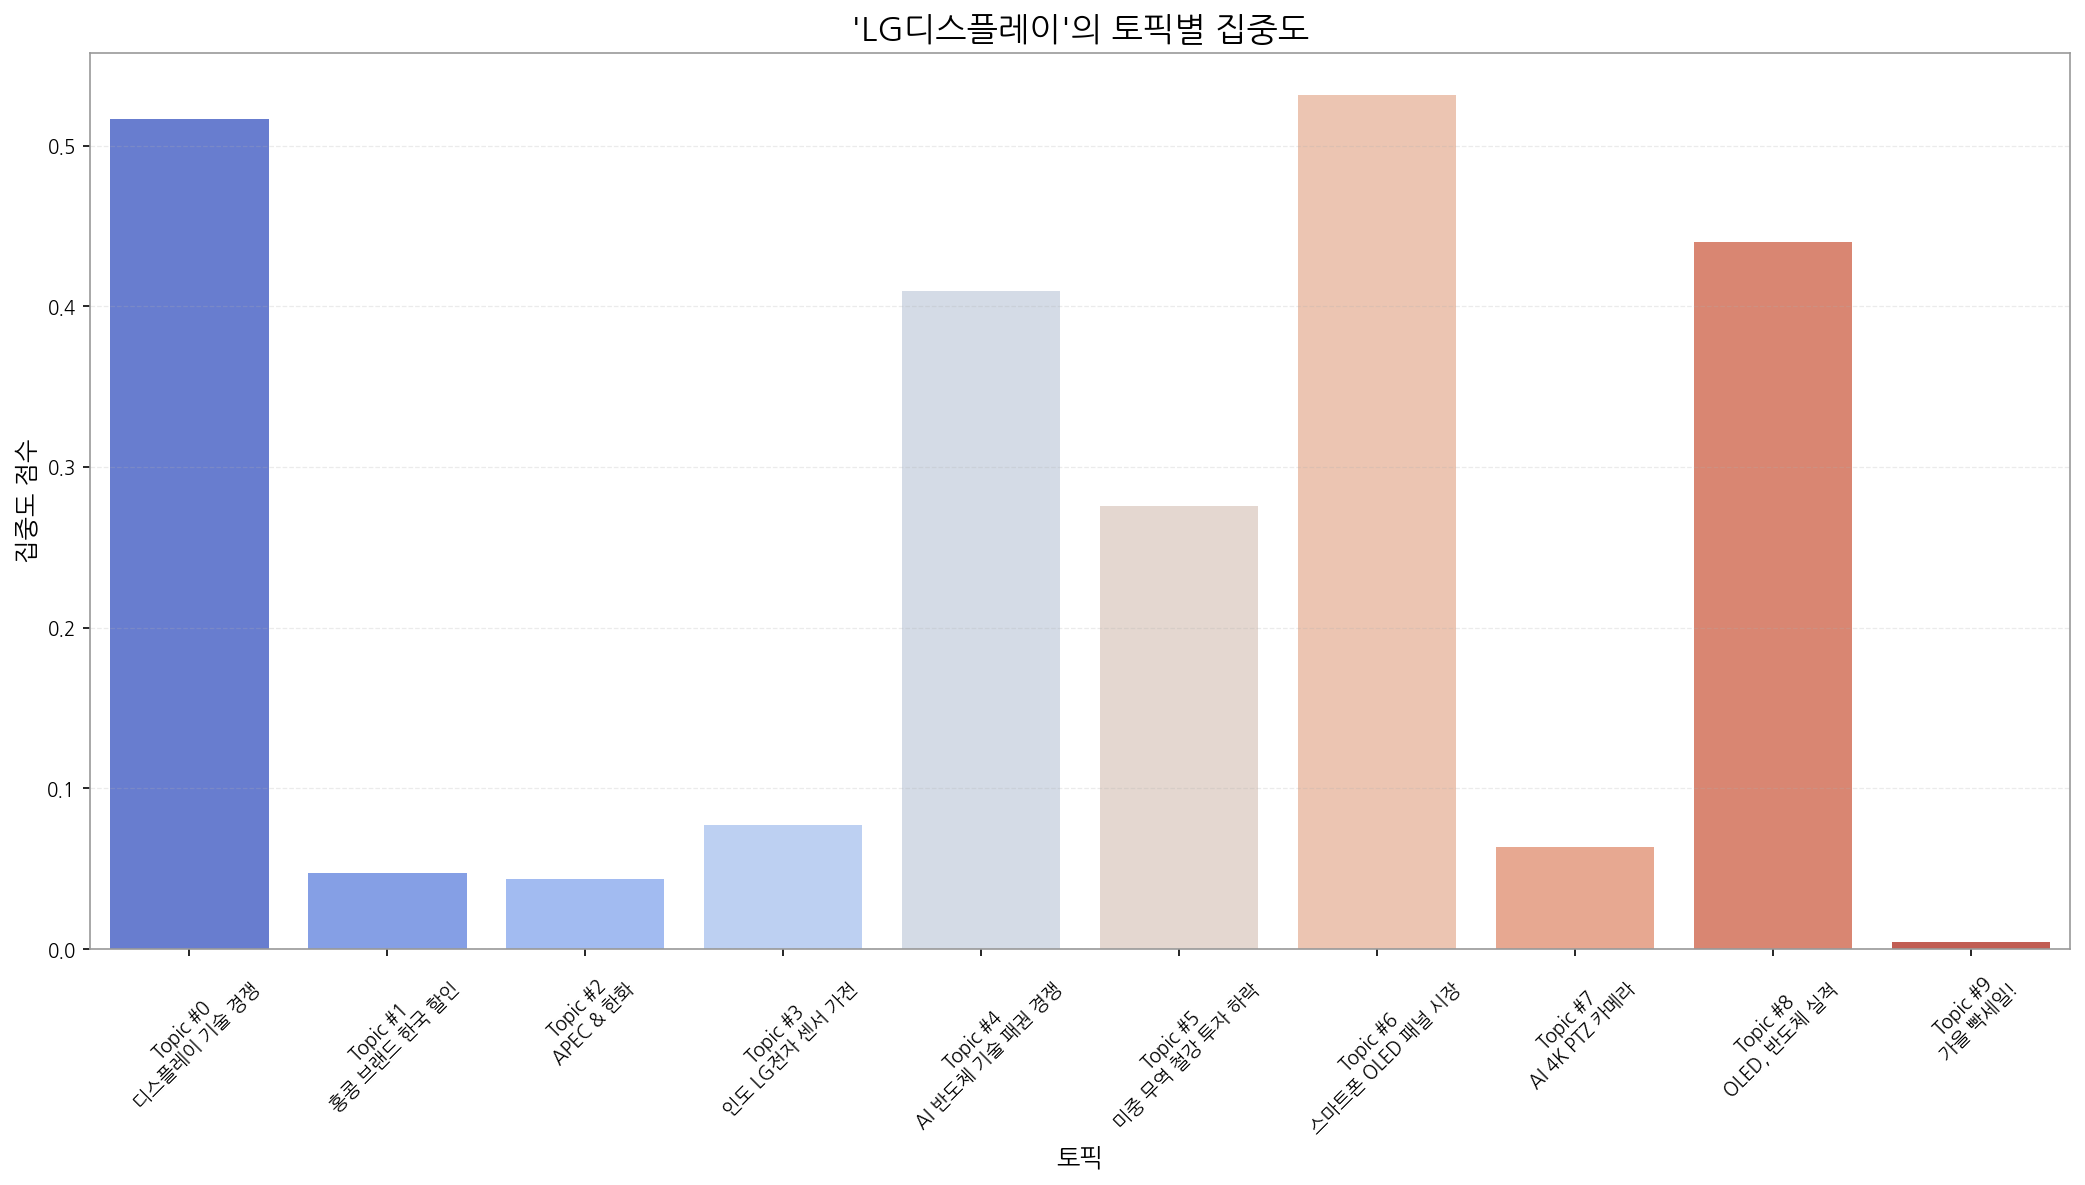 'LG디스플레이'의 토픽별 집중도
집중도 점수
0.5
0.4
0.3
0.2
0.1
0.0
Topic #0
디스플레이 기술 경쟁
Topic #1
홍콩 브랜드 한국 할인
Topic #2
APEC & 한화
Topic #3
인도 LG전자 센서 가전
Topic #4
AI 반도체 기술 패권 경쟁
Topic #5
미중 무역 철강 투자 하락
Topic #6
스마트폰 OLED 패널 시장
Topic #7
AI 4K PTZ 카메라
Topic #8
OLED, 반도체 실적
Topic #9
가을 빡세일!
토픽